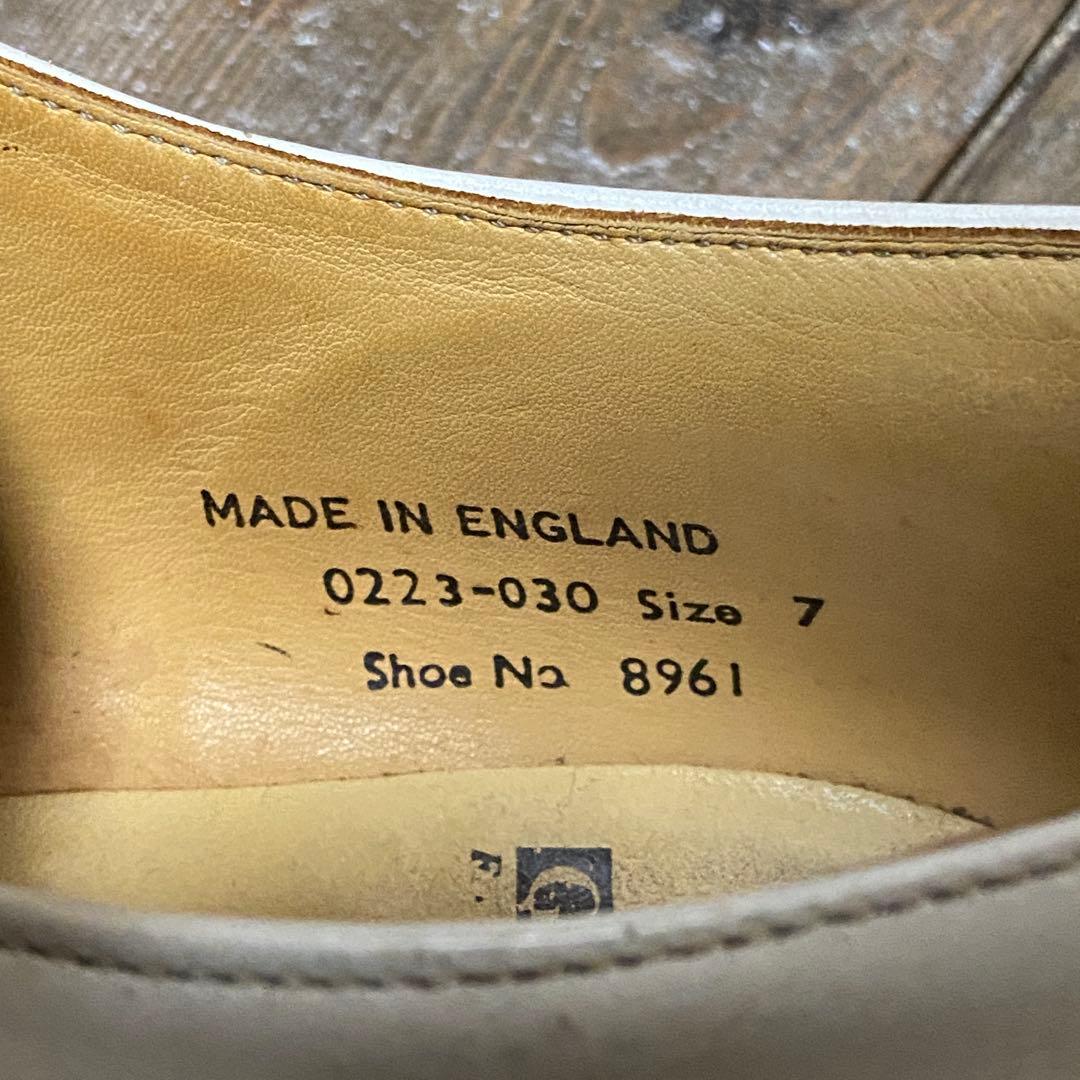 MADE IN ENGLAND
0223-030 Size 7
Shoe No 8961